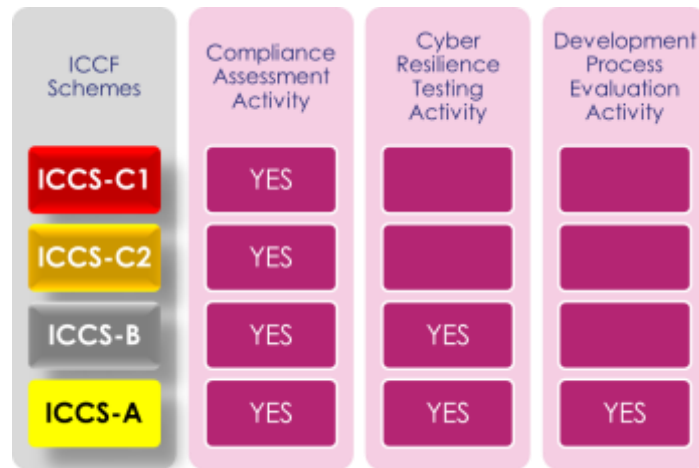 ICCF
Schemes
Compliance
Assessment
Activity
Cyber
Resilience
Testing
Activity
Development
Process
Evaluation
Activity
ICCS-C1
YES
ICCS-C2
YES
ICCS-B
YES
YES
ICCS-A
YES
YES
YES